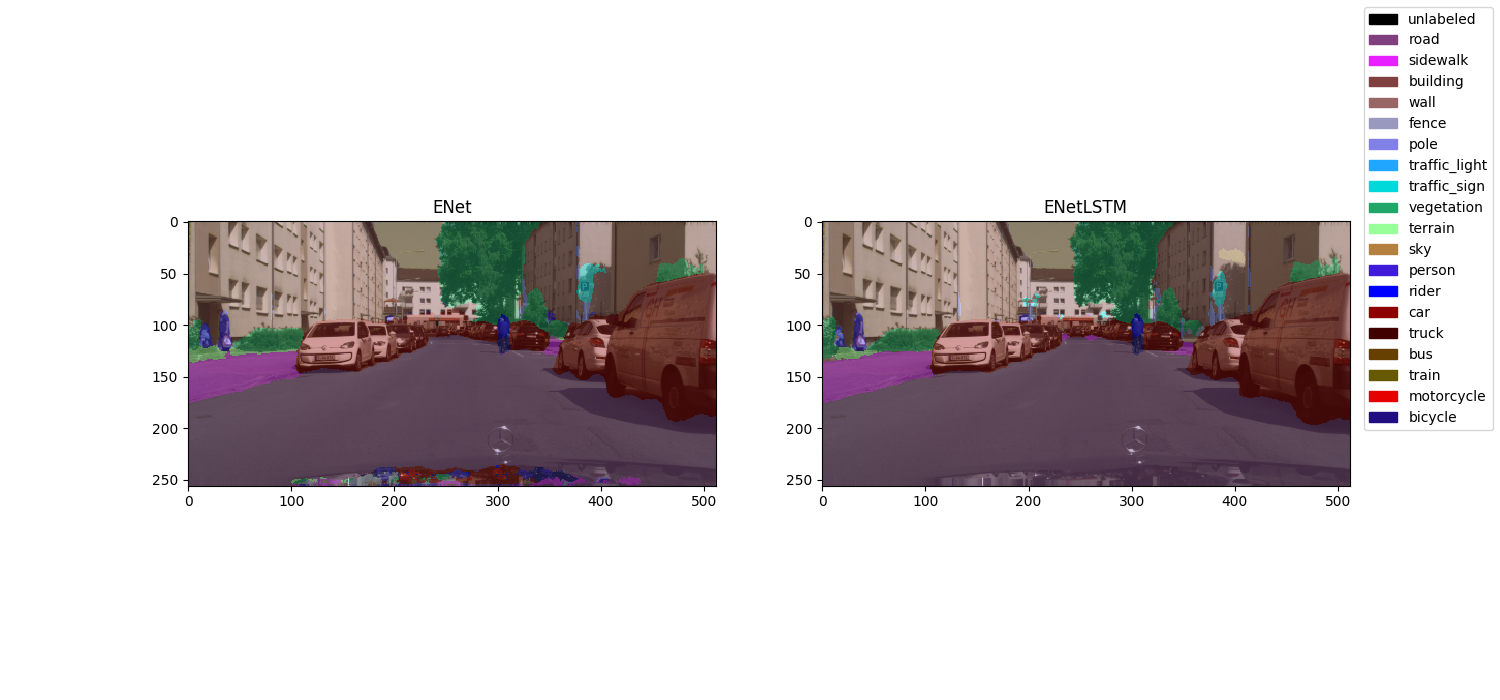 ENet
0
50
100
150
200
250
0 100 200 300 400 500
ENetLSTM
0
50
100
150
200
250
0 100 200 300 400 500
P
P
unlabeled
road
sidewalk
building
wall
fence
pole
traffic_light
traffic_sign
vegetation
terrain
sky
person
rider
car
truck
bus
train
motorcycle
bicycle